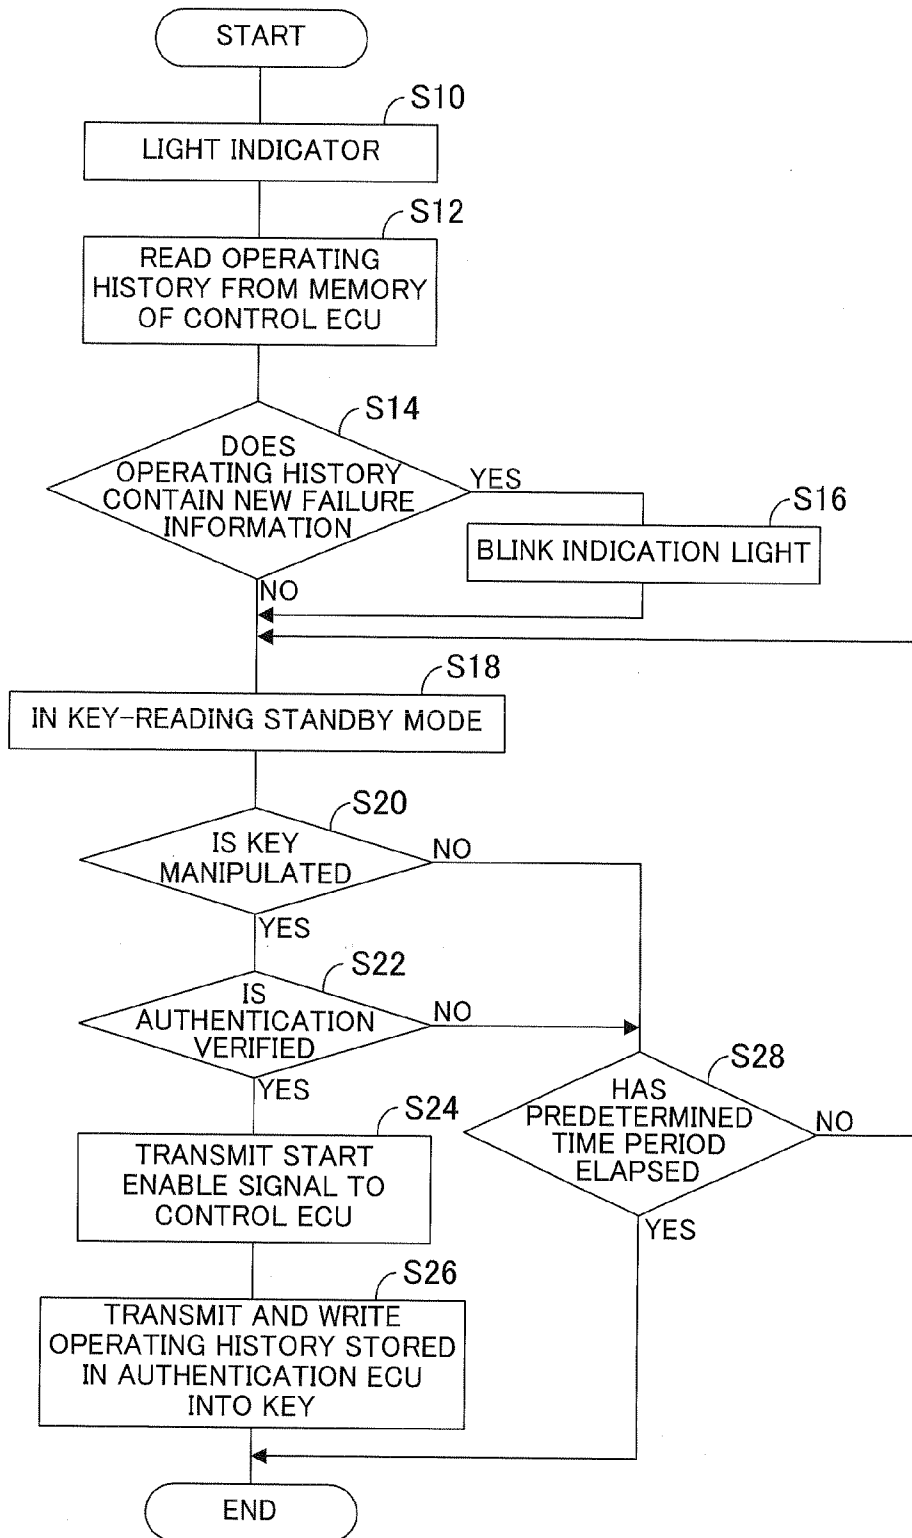 START
S10
LIGHT INDICATOR
S12
READ OPERATING
HISTORY FROM MEMORY
OF CONTROL ECU
S14
DOES
OPERATING HISTORY
CONTAIN NEW FAILURE
INFORMATION
YES
S16
BLINK INDICATION LIGHT
NO
S18
IN KEY-READING STANDBY MODE
S20
IS KEY
MANIPULATED
NO
YES
S22
IS
AUTHENTICATION
VERIFIED
NO
YES
S28
HAS
PREDETERMINED
TIME PERIOD
ELAPSED
NO
YES
S24
TRANSMIT START
ENABLE SIGNAL TO
CONTROL ECU
S26
TRANSMIT AND WRITE
OPERATING HISTORY STORED
IN AUTHENTICATION ECU
INTO KEY
END